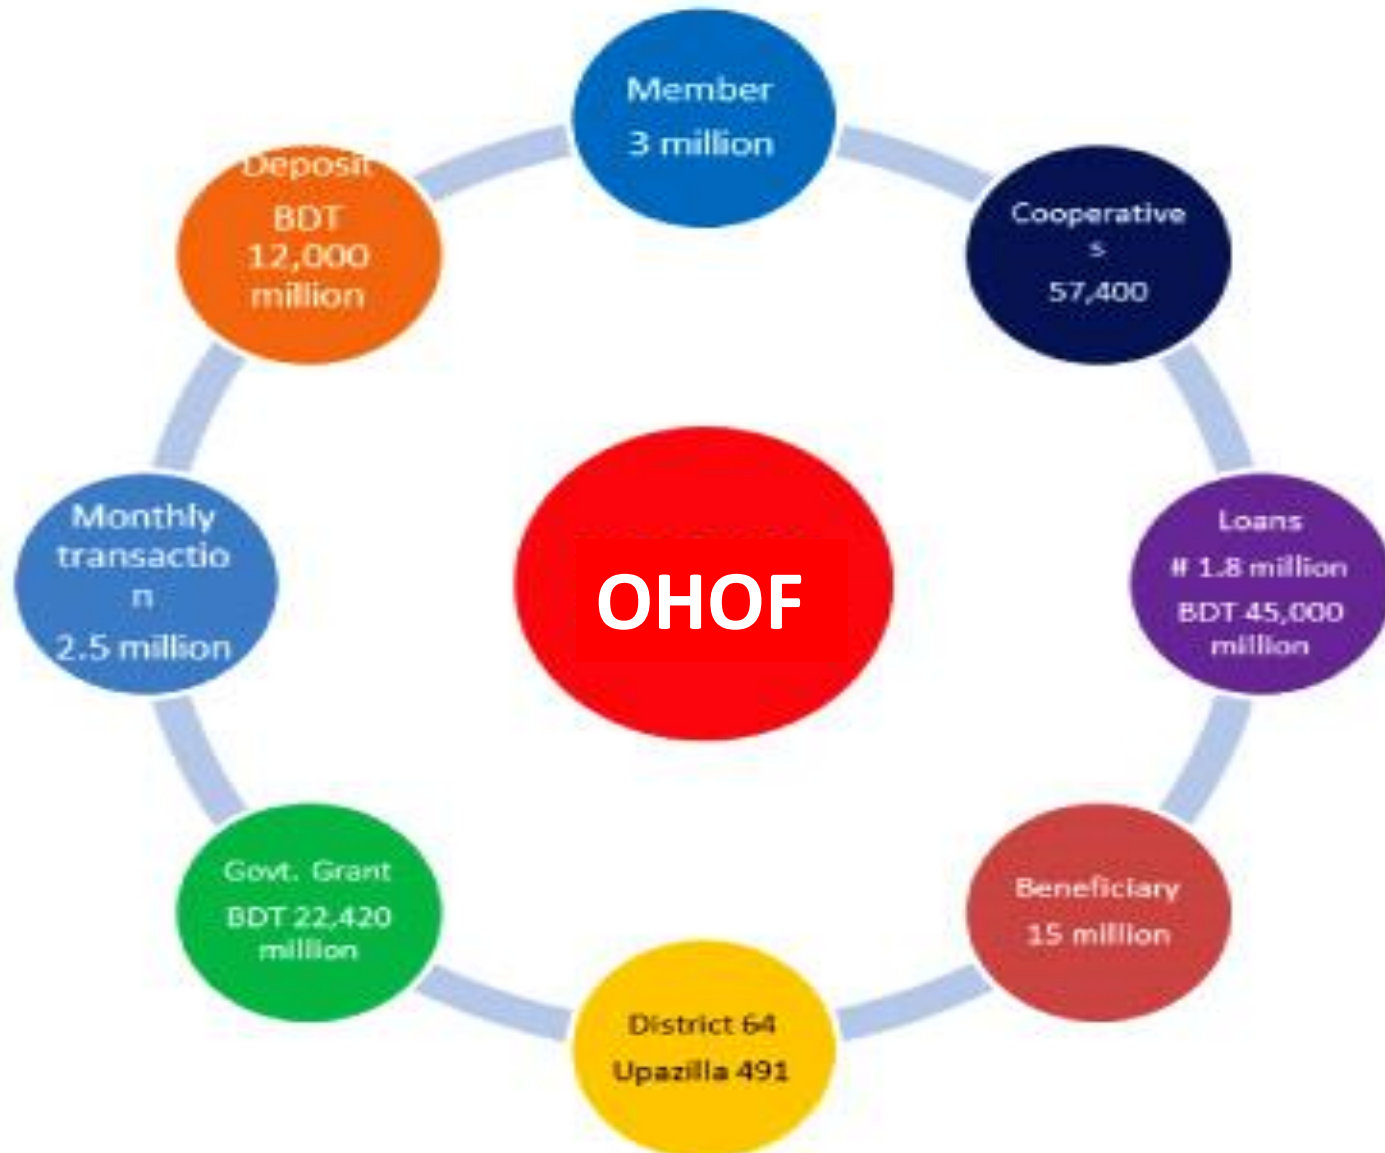 Member
3 million
Cooperative
s
57,400
Loans
# 1.8 million
BDT 45,000
million
Beneficiary
15 million
District 64
Upazilla 491
Govt. Grant
BDT 22,420
million
Monthly
transactio
n
2.5 million
Deposit
BDT
12,000
million
OHOF